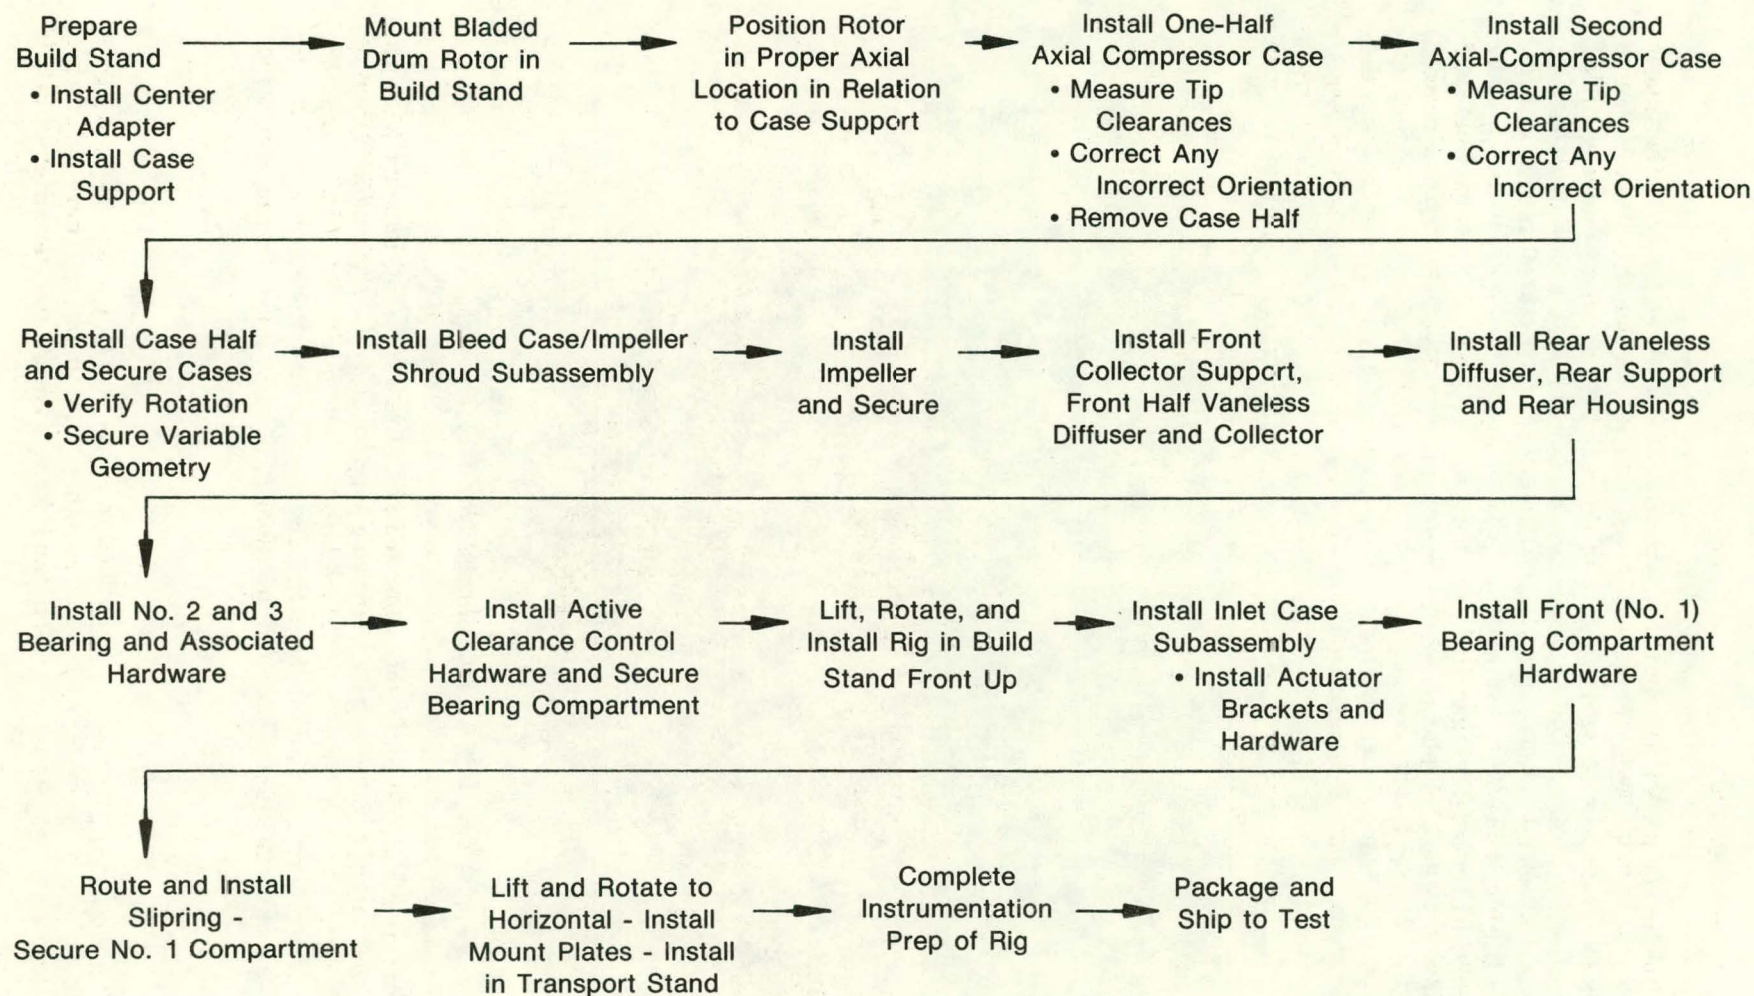 Prepare
Build Stand
• Install Center
Adapter
• Install Case
Support
Mount Bladed
Drum Rotor in
Build Stand
Position Rotor
in Proper Axial
Location in Relation
to Case Support
Install One-Half
Axial Compressor Case
• Measure Tip
Clearances
• Correct Any
Incorrect Orientation
• Remove Case Half
Install Second
Axial-Compressor Case
• Measure Tip
Clearances
• Correct Any
Incorrect Orientation
Reinstall Case Half
and Secure Cases
• Verify Rotation
• Secure Variable
Geometry
Install Bleed Case/Impeller
Shroud Subassembly
Install
Impeller
and Secure
Install Front
Collector Support,
Front Half Vaneless
Diffuser and Collector
Install Rear Vaneless
Diffuser, Rear Support
and Rear Housings
Install No. 2 and 3
Bearing and Associated
Hardware
Install Active
Clearance Control
Hardware and Secure
Bearing Compartment
Lift, Rotate, and
Install Rig in Build
Stand Front Up
Install Inlet Case
Subassembly
• Install Actuator
Brackets and
Hardware
Install Front (No. 1)
Bearing Compartment
Hardware
Route and Install
Slipring -
Secure No. 1 Compartment
Lift and Rotate to
Horizontal - Install
Mount Plates - Install
in Transport Stand
Complete
Instrumentation
Prep of Rig
Package and
Ship to Test